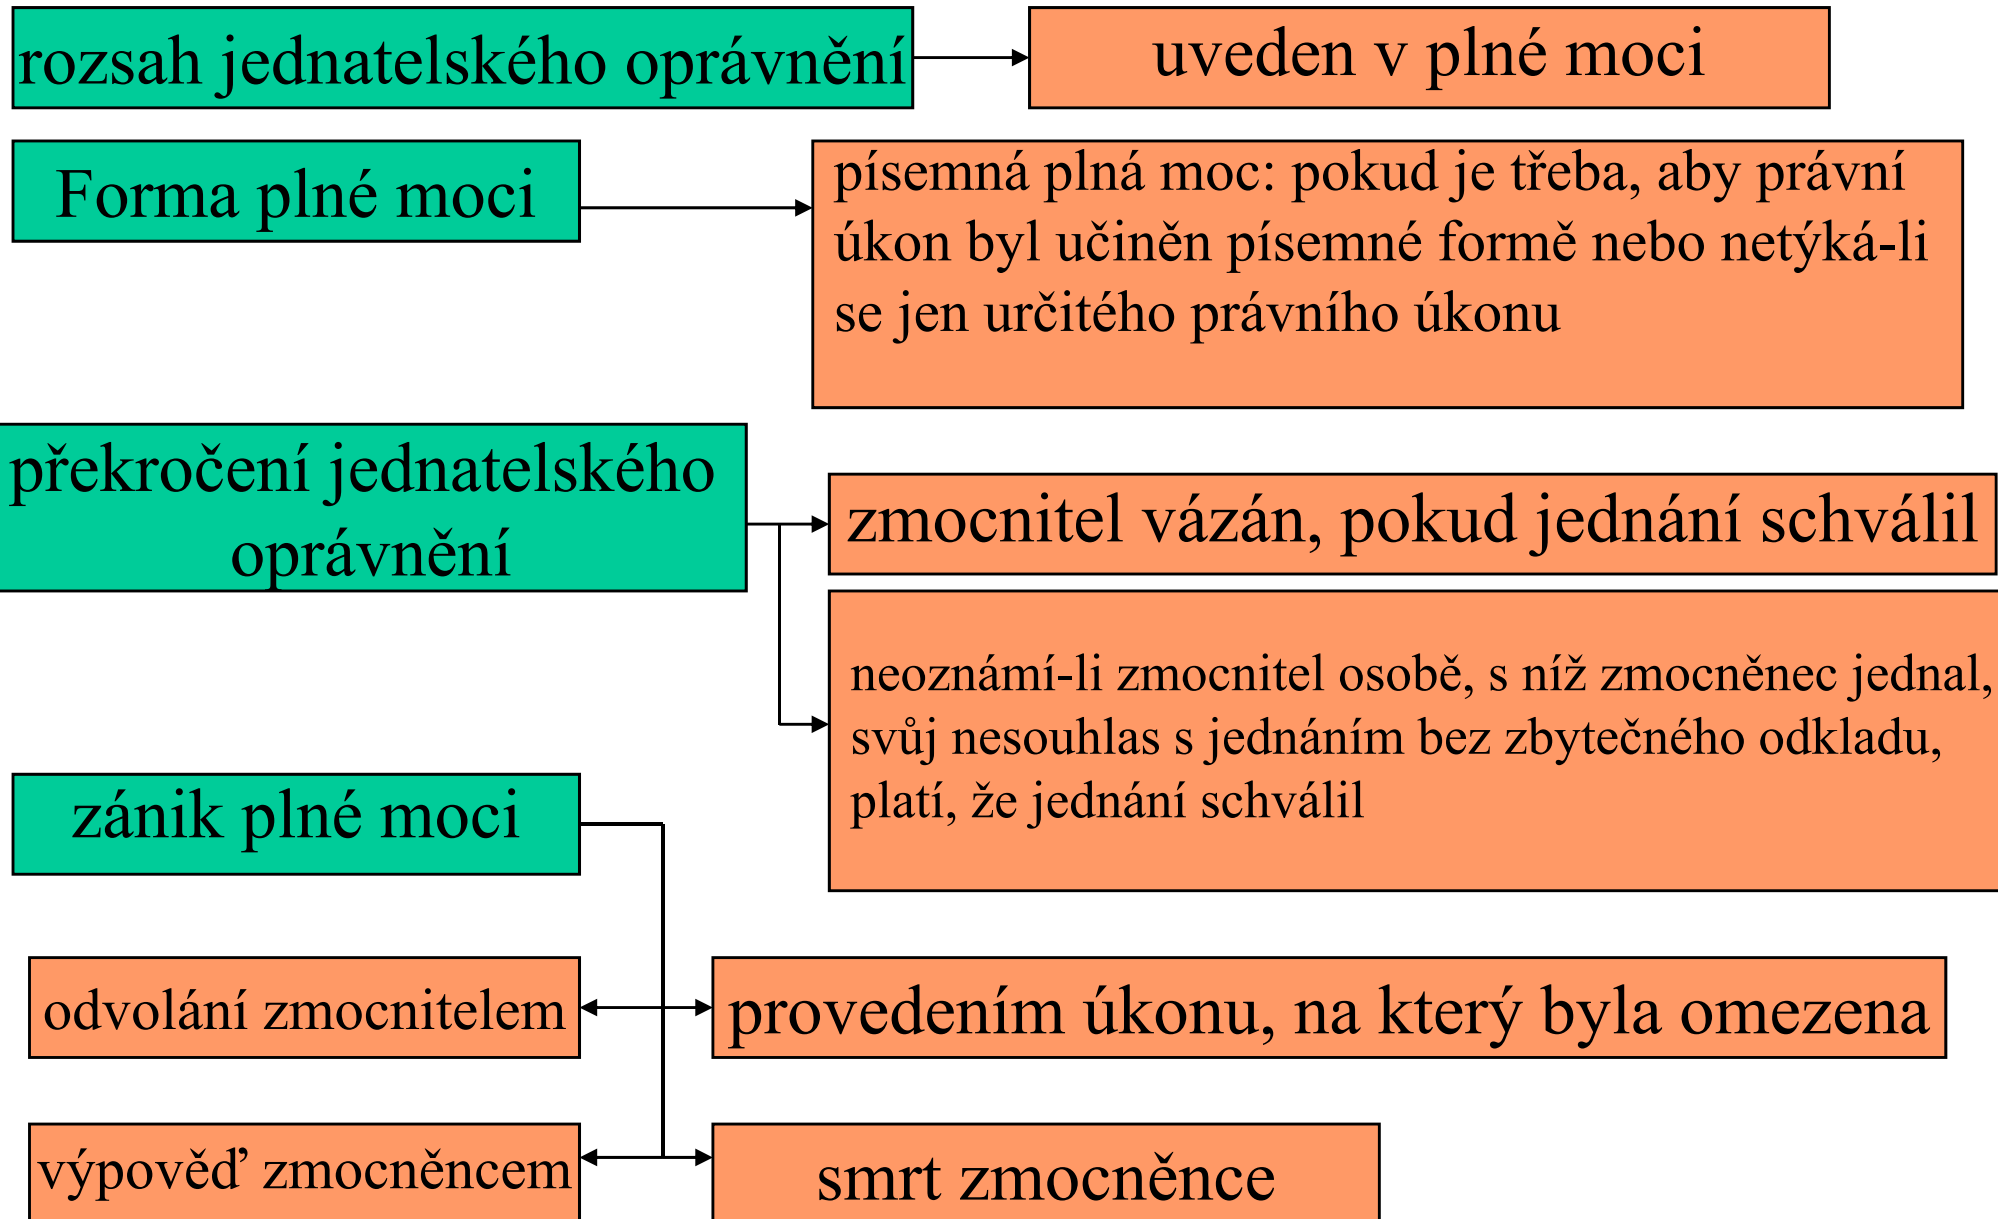 rozsah jednatelského oprávnění
uveden v plné moci
Forma plné moci
písemná plná moc: pokud je třeba, aby právní
úkon byl učiněn písemné formě nebo netýká-li
se jen určitého právního úkonu
překročení jednatelského
oprávnění
zmocnitel vázán, pokud jednání schválil
neoznámí-li zmocnitel osobě, s níž zmocněnec jednal,
svůj nesouhlas s jednáním bez zbytečného odkladu,
platí, že jednání schválil
zánik plné moci
odvolání zmocnitelem
provedením úkonu, na který byla omezena
výpověď zmocněncem
smrt zmocněnce